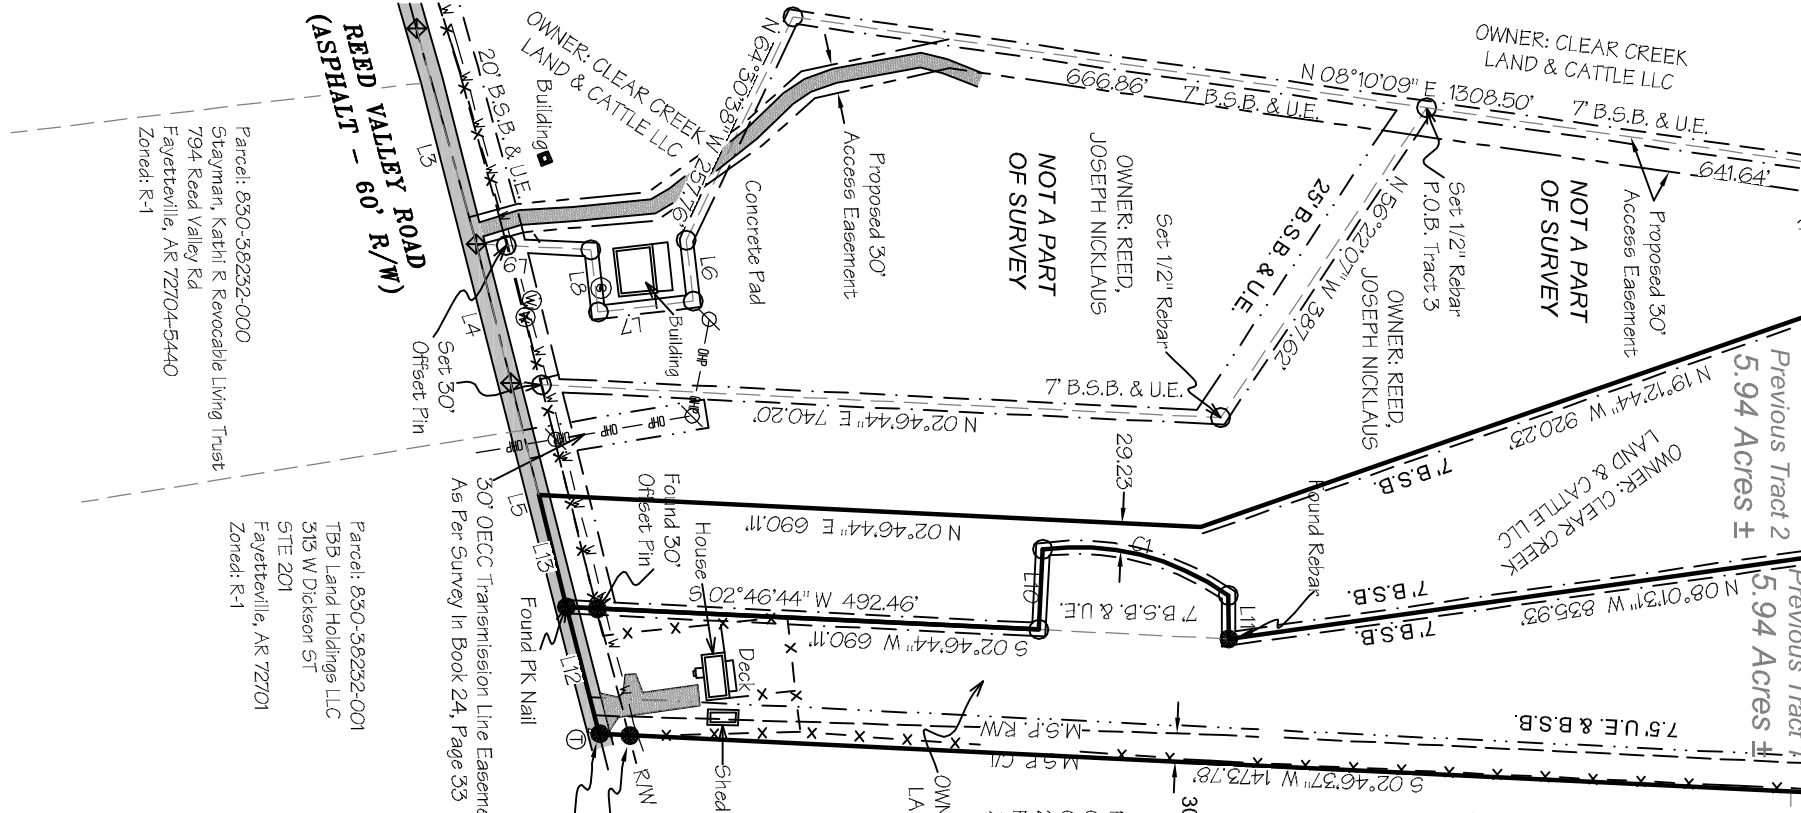 OWNER: CLEAR CREEK
LAND & CATTLE LLC
N 64°30'38" W 257.76'
20' B.S.B. & U.E.
Building
REED VALLEY ROAD
(ASPHALT - 60' R/W)
L3
Parcel: 830-38232-000
Stayman, Kathi R Revocable Living Trust
794 Reed Valley Rd
Fayetteville, AR 72704-5440
Zoned: R-1
Proposed 30'
Access Easement
Concrete Pad
666.86'
7' B.S.B. & U.E.
N 08°10'09" E 1308.50'
OWNER: CLEAR CREEK
LAND & CATTLE LLC
7' B.S.B. & U.E.
641.64'
OWNER: REED,
JOSEPH NICKLAUS
NOT A PART
OF SURVEY
Set 1/2" Rebar
25' B.S.B. & U.E.
N 56°22'07" W 387.62'
Set 1/2" Rebar
P.O.B. Tract 3
OWNER: REED,
JOSEPH NICKLAUS
NOT A PART
OF SURVEY
Proposed 30'
Access Easement
L6
L7
L8
E
Building
W
W
OHP
OHP
OHP
OHP
OHP
L4
Set 30'
Offset Pin
7' B.S.B. & U.E.
N 02°46'44" E 740.20'
29.23
N 19°12'44" W 920.23'
7' B.S.B.
Previous Tract 2
5.94 Acres ±
OWNER: CLEAR CREEK
LAND & CATTLE LLC
L5
30' OECC Transmission Line Easeme
As Per Survey In Book 24, Page 33
Found 30'
Offset Pin
House
N 02°46'44" E 690.11'
Found Rebar
C1
L10
L11
7' B.S.B. & U.E.
S 02°46'44" W 492.46'
S 02°46'44" W 690.11'
7' B.S.B.
7' B.S.B.
N 08°01'31" W 835.93'
Previous Tract 1
5.94 Acres ±
L13
L12
Found PK Nail
Parcel: 830-38232-001
TBB Land Holdings LLC
313 W Dickson ST
STE 201
Fayetteville, AR 72701
Zoned: R-1
Deck
Shed
T
R/W
M.S.P. R/W
M.S.P. C/L
7.5' U.E. & B.S.B.
S 02°46'37" W 1473.78'
OWN
LA
30